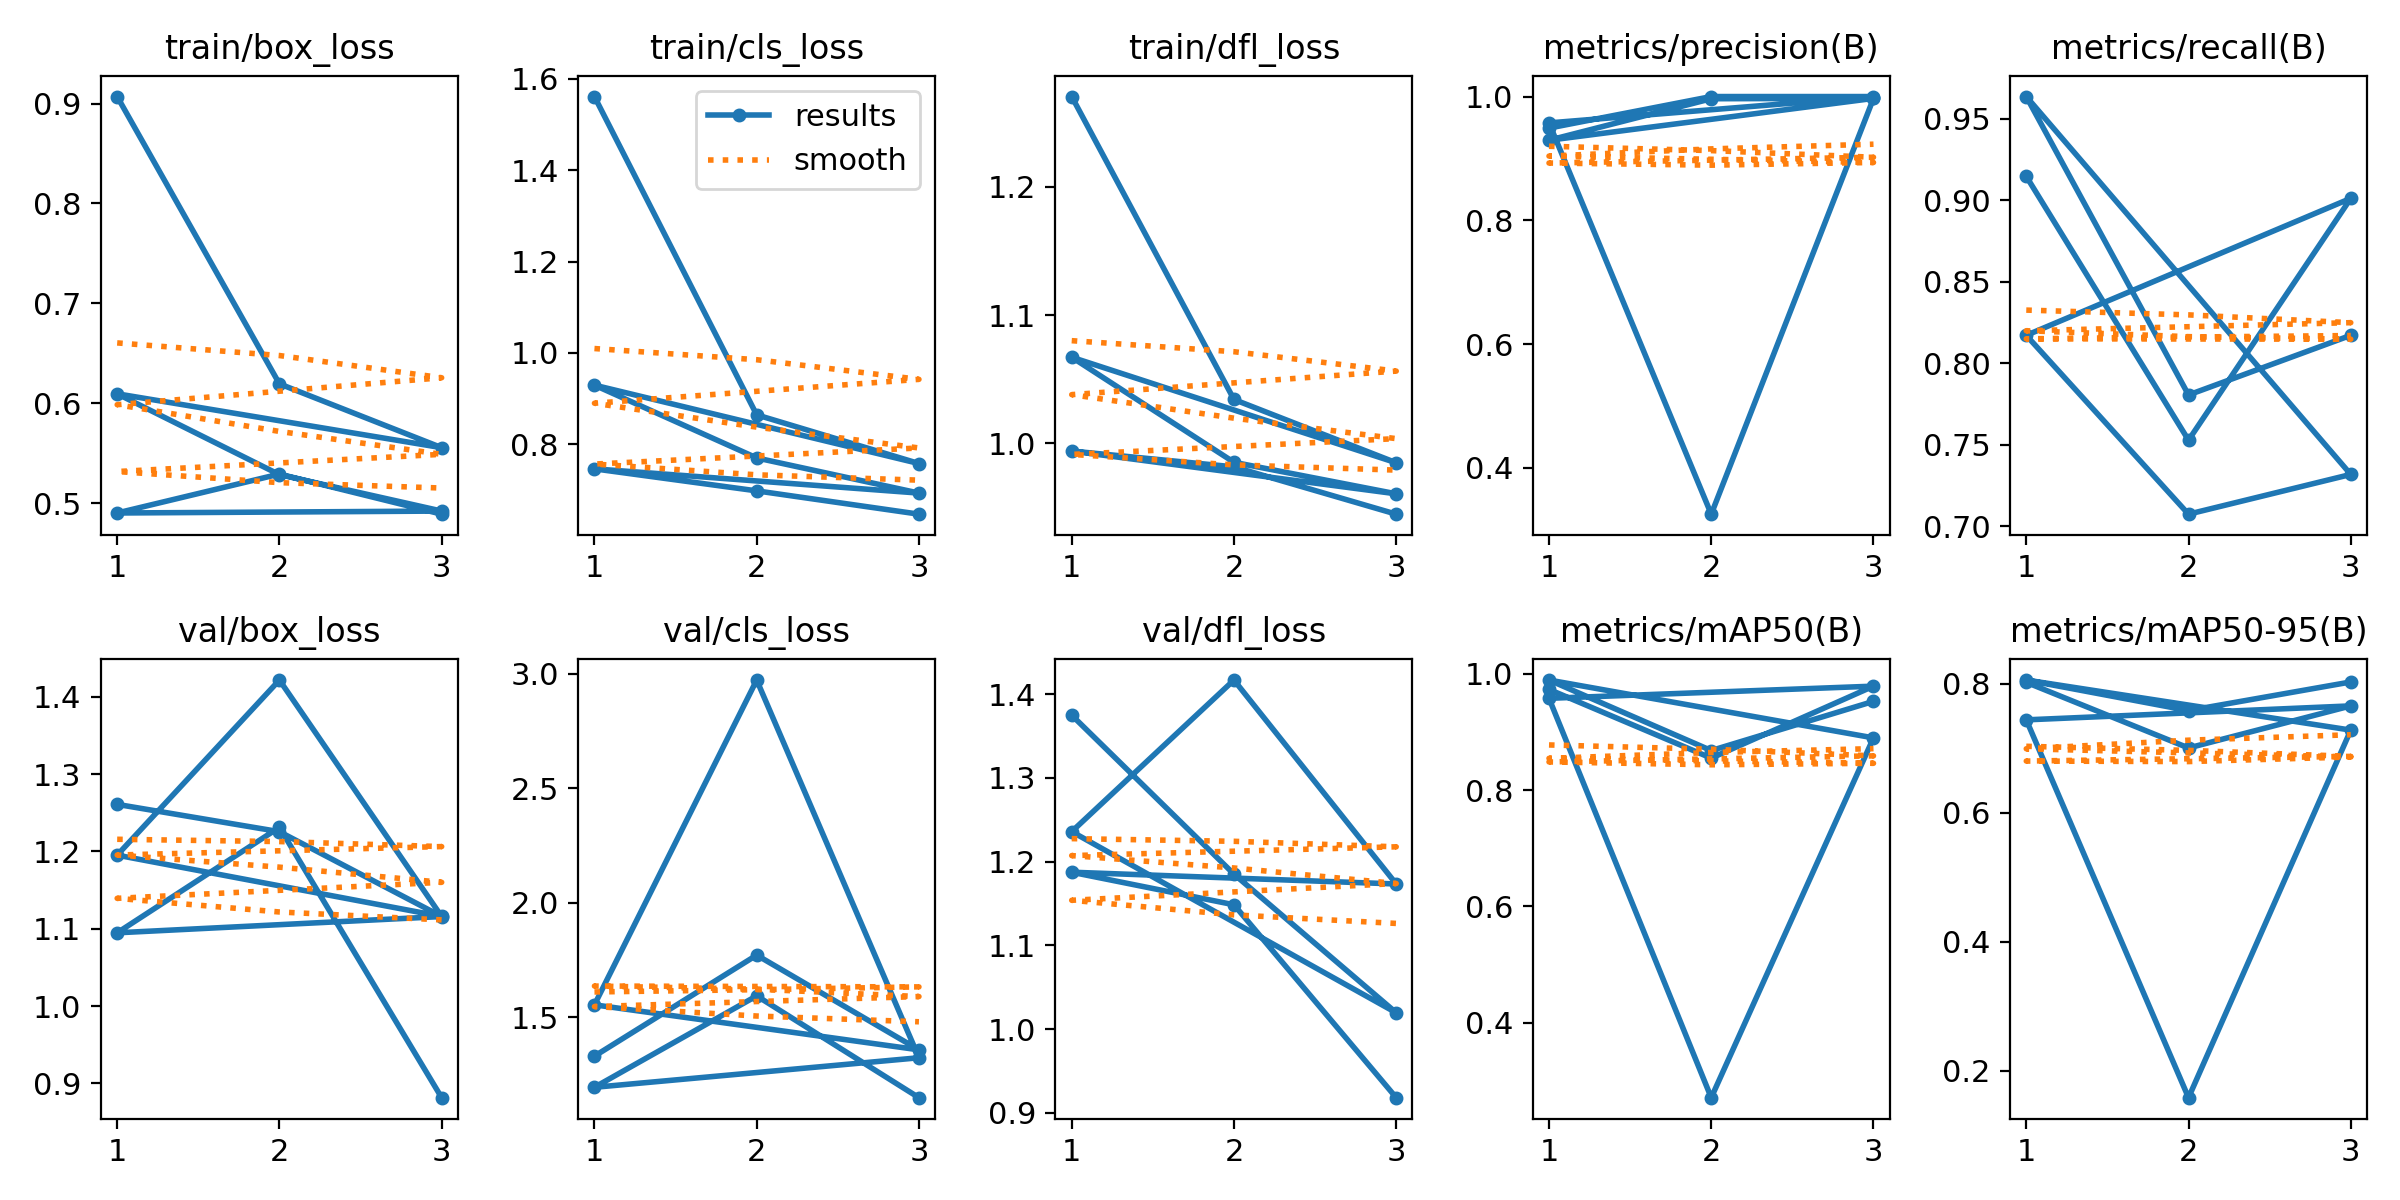 train/box_loss
train/cls_loss
train/dfl_loss
metrics/precision(B)
metrics/recall(B)
0.9
0.8
0.7
0.6
0.5
1 2 3
1.6
1.4
1.2
1.0
0.8
results
smooth
1 2 3
1.2
1.1
1.0
1 2 3
1.0
0.8
0.6
0.4
1 2 3
0.95
0.90
0.85
0.80
0.75
0.70
1 2 3
val/box_loss
val/cls_loss
val/dfl_loss
metrics/mAP50(B)
metrics/mAP50-95(B)
1.4
1.3
1.2
1.1
1.0
0.9
1 2 3
3.0
2.5
2.0
1.5
1 2 3
1.4
1.3
1.2
1.1
1.0
0.9
1 2 3
1.0
0.8
0.6
0.4
1 2 3
0.8
0.6
0.4
0.2
1 2 3